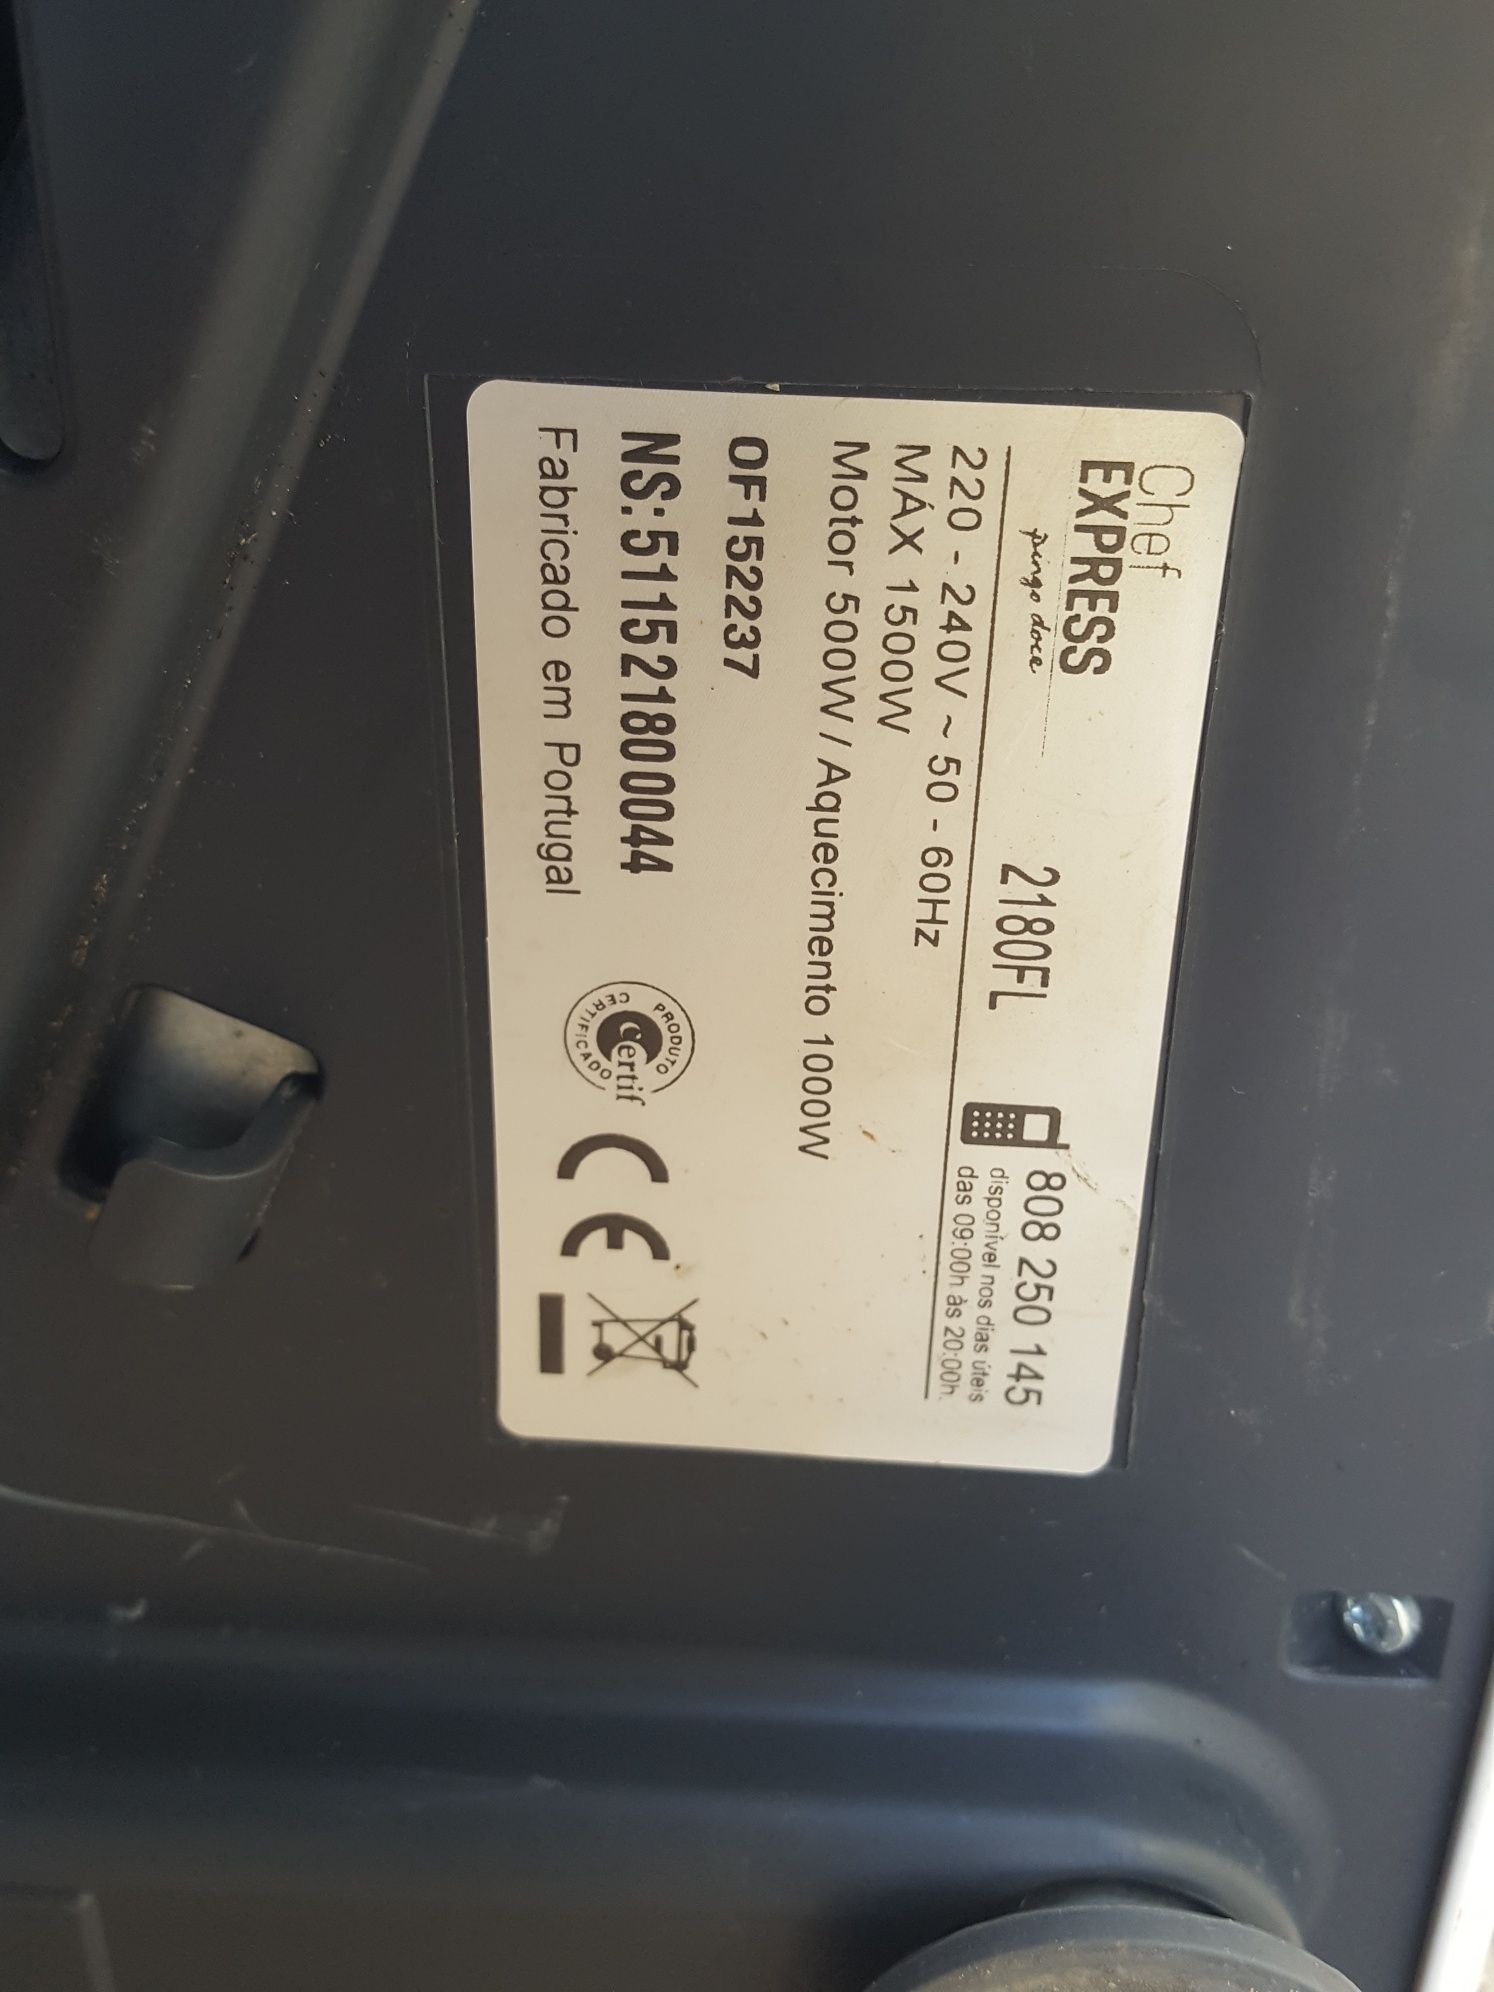 Chef
EXPRESS
pingo doce
2180FL
808 250 145
disponível nos dias úteis
das 09:00h às 20:00h.
220 - 240V ~ 50 - 60Hz
MÁX 1500W
Motor 500W / Aquecimento 1000W
OF152237
NS:51152180044
Fabricado em Portugal
PRODUTO
certif
CERTIFICADO
CE